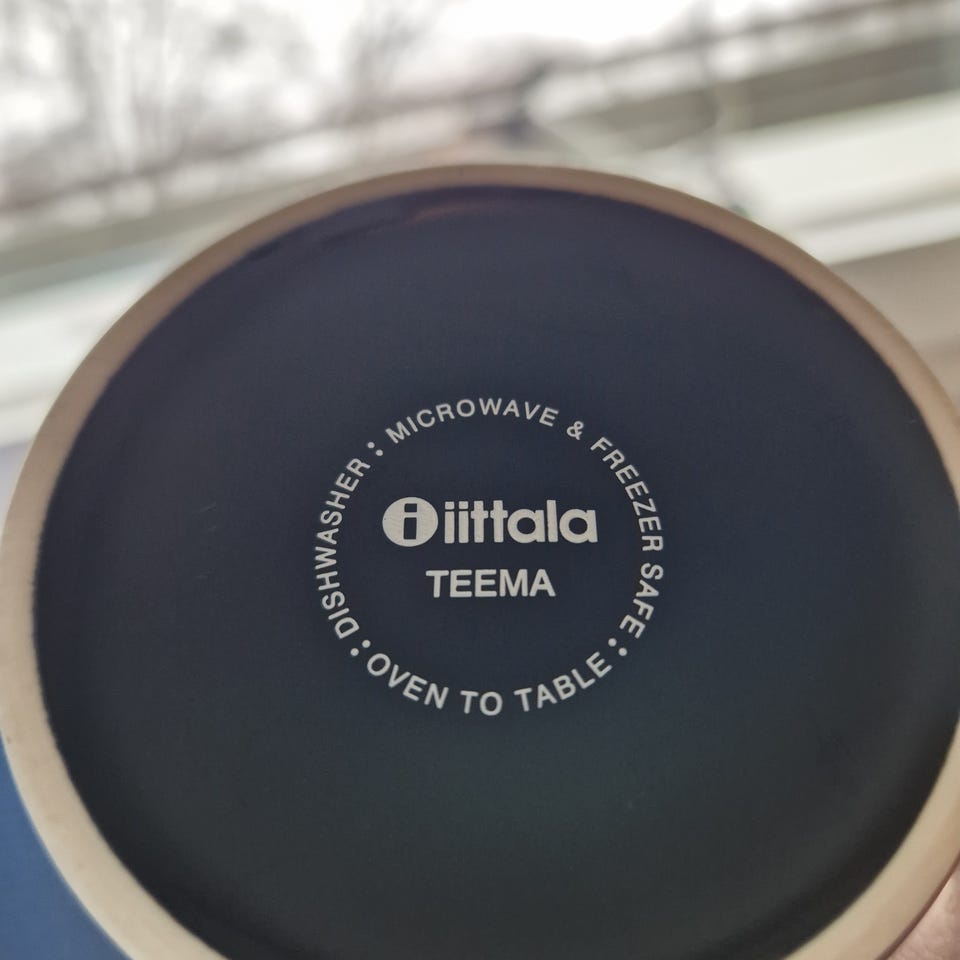 DISHWASHER : MICROWAVE & FREEZER SAFE : OVEN TO TABLE :
i iittala
TEEMA